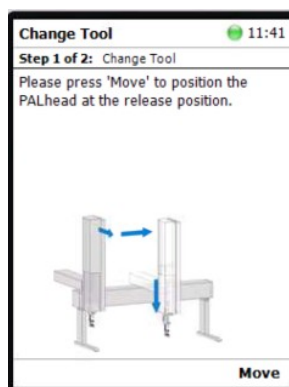 Change Tool 11:41
Step 1 of 2: Change Tool
Please press 'Move' to position the
PALhead at the release position.
Move